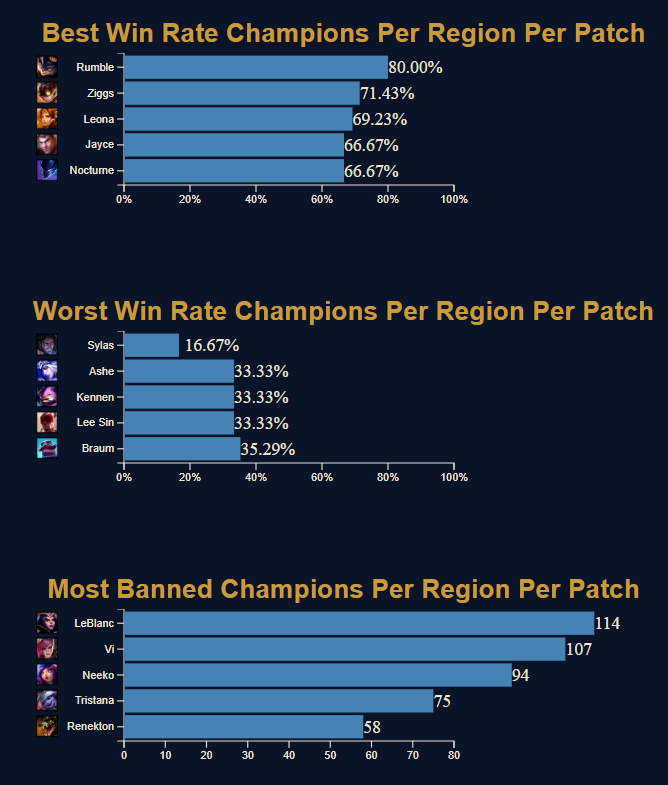 Best Win Rate Champions Per Region Per Patch
Rumble 80.00%
Ziggs 71.43%
Leona 69.23%
Jayce 66.67%
Nocturne 66.67%
0% 20% 40% 60% 80% 100%
Worst Win Rate Champions Per Region Per Patch
Sylas 16.67%
Ashe 33.33%
Kennen 33.33%
Lee Sin 33.33%
Braum 35.29%
0% 20% 40% 60% 80% 100%
Most Banned Champions Per Region Per Patch
LeBlanc 114
Vi 107
Neeko 94
Tristana 75
Renekton 58
0 10 20 30 40 50 60 70 80